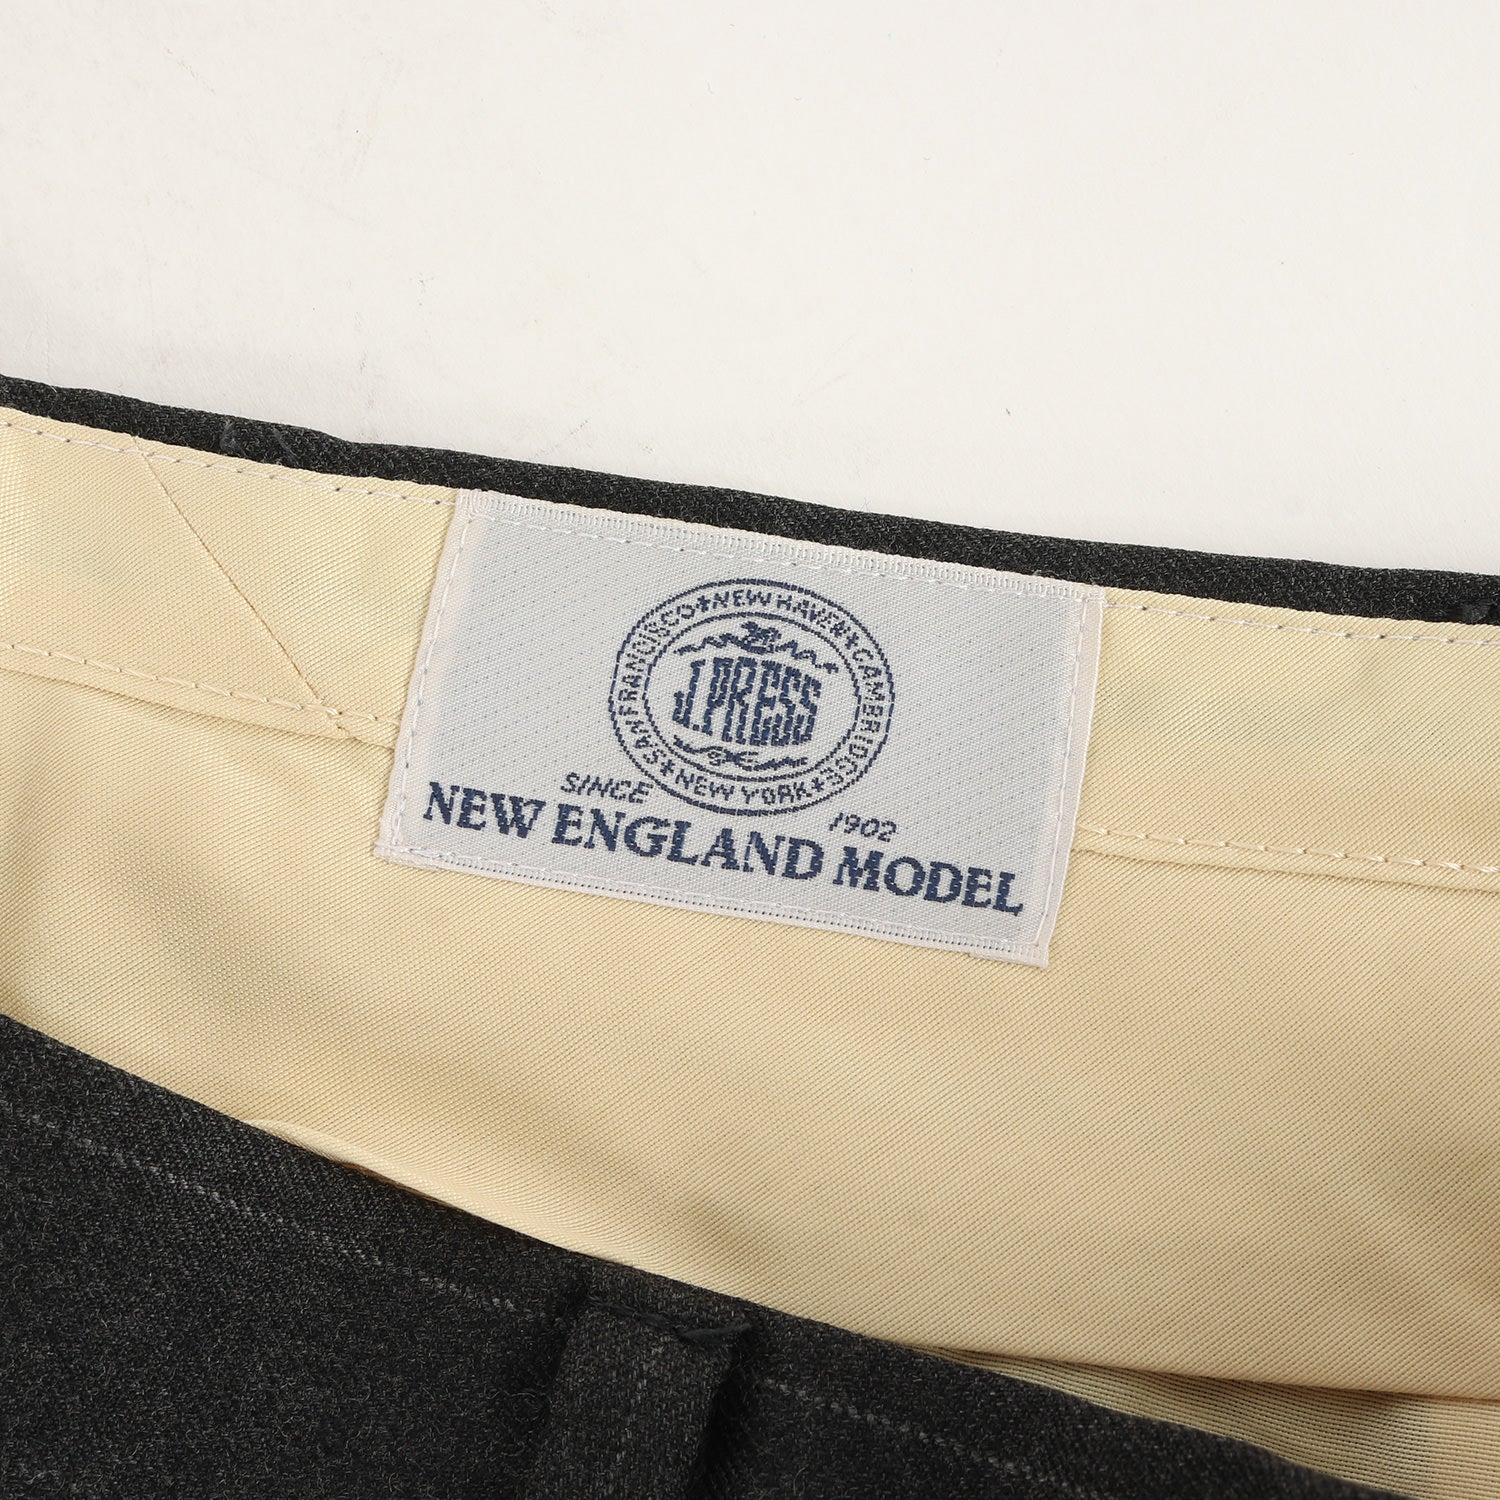 SAN FRANCISCO NEW HAVEN CAMBRIDGE
J.PRESS
NEW YORK
SINCE 1902
NEW ENGLAND MODEL